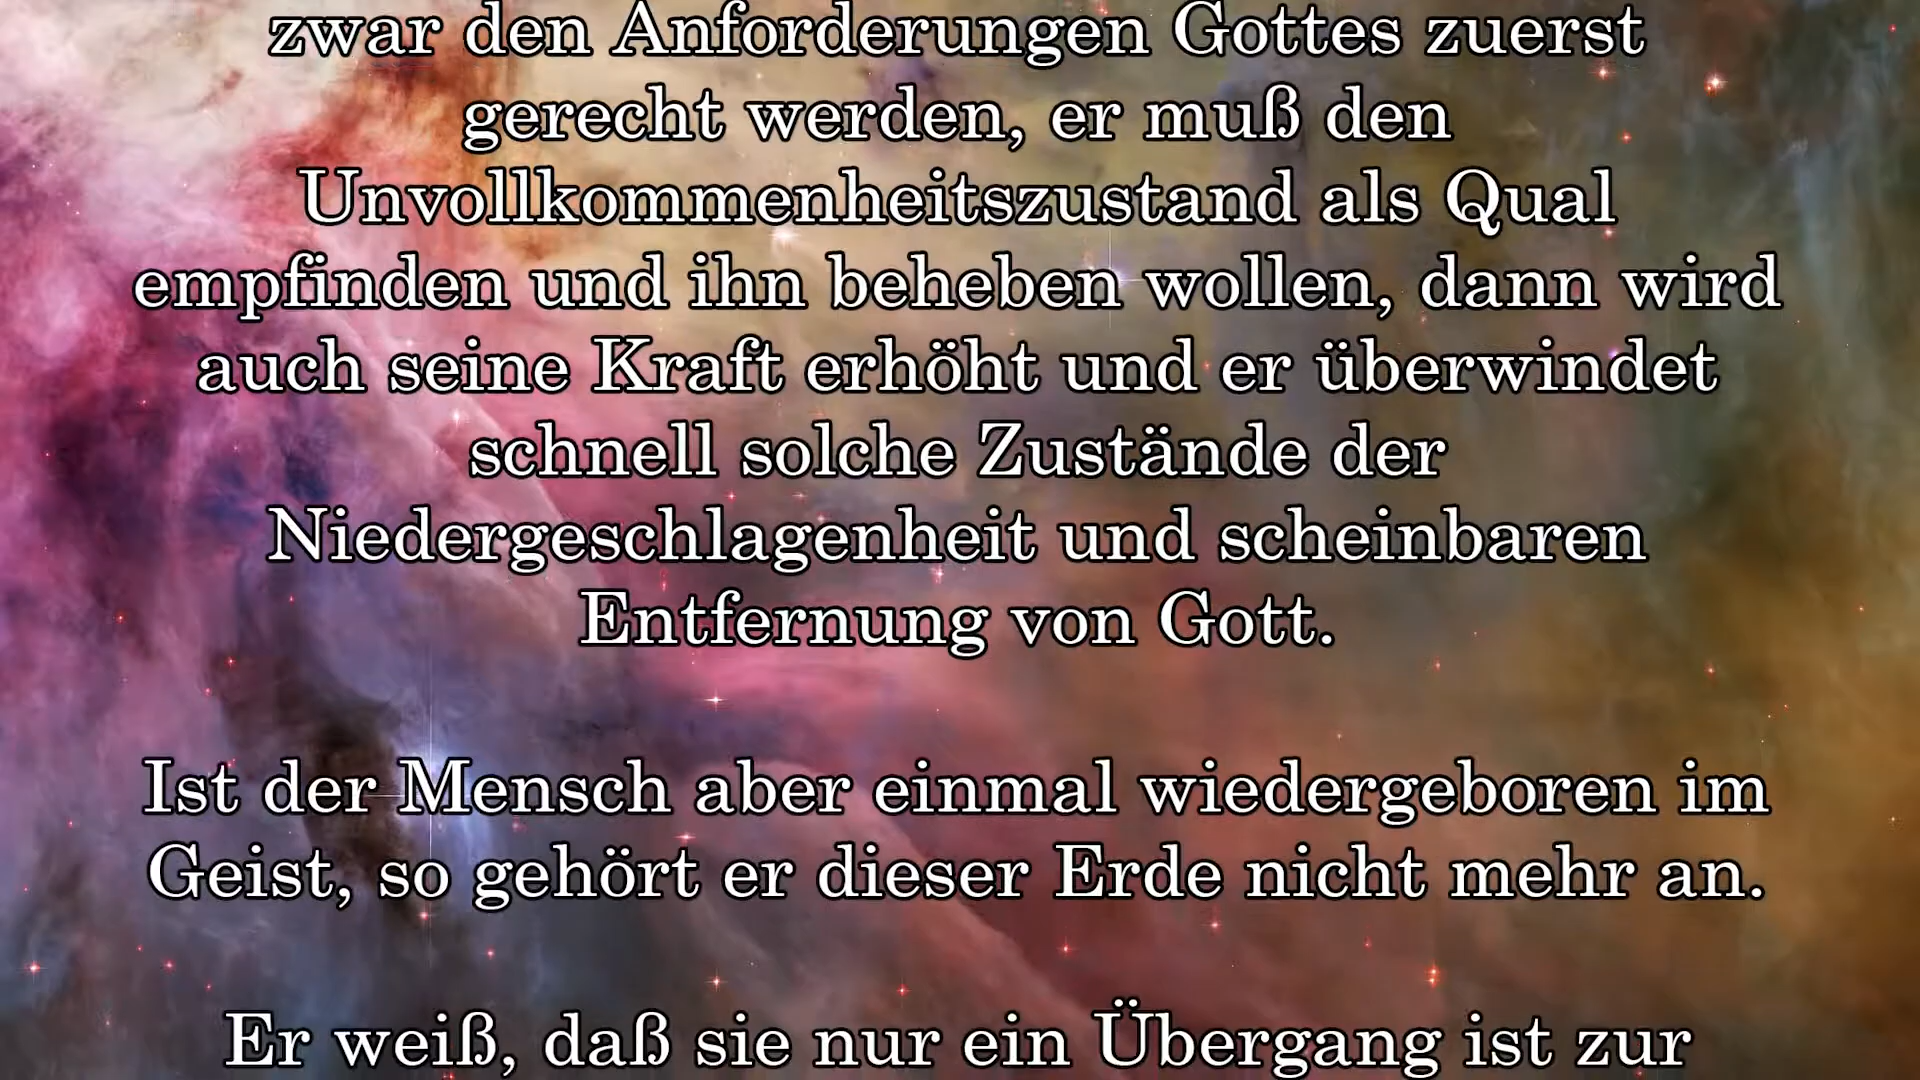 zwar den Anforderungen Gottes zuerst
gerecht werden, er muß den
Unvollkommenheitszustand als Qual
empfinden und ihn beheben wollen, dann wird
auch seine Kraft erhöht und er überwindet
schnell solche Zustände der
Niedergeschlagenheit und scheinbaren
Entfernung von Gott.
Ist der Mensch aber einmal wiedergeboren im
Geist, so gehört er dieser Erde nicht mehr an.
Er weiß, daß sie nur ein Übergang ist zur